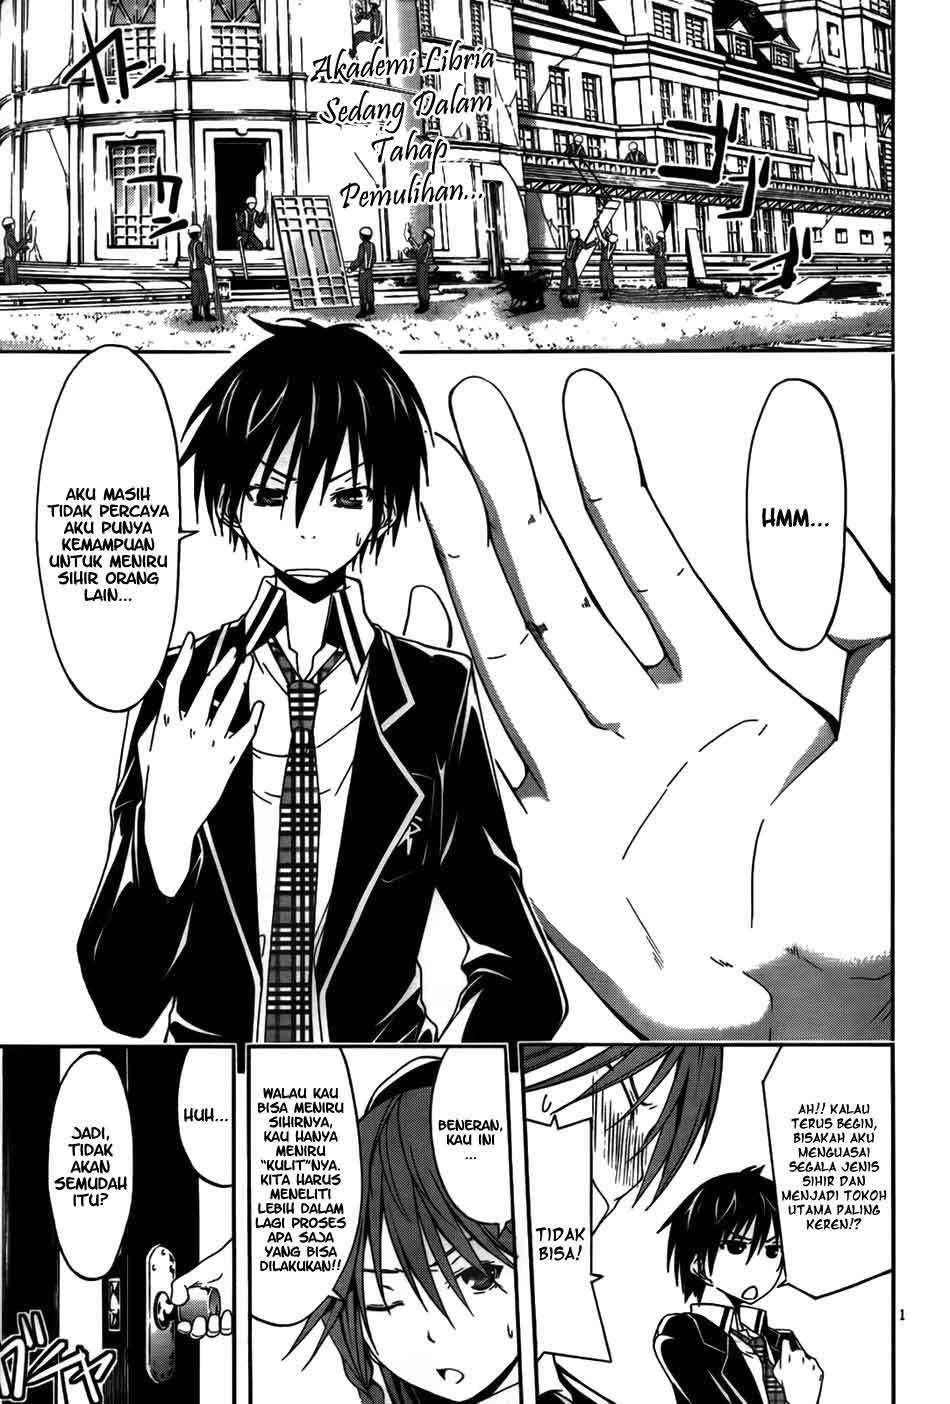 Akademi Libria
Sedang Dalam
Tahap
Pemulihan...
HMM...
AKU MASIH
TIDAK PERCAYA
AKU PUNYA
KEMAMPUAN
UNTUK MENIRU
SIHIR ORANG
LAIN...
AH!! KALAU
TERUS BEGIN,
BISAKAH AKU
MENGUASAI
SEGALA JENIS
SIHIR DAN
MENJADI TOKOH
UTAMA PALING
KEREN!?
TIDAK
BISA!
BENERAN,
KAU INI
...
WALAU KAU
BISA MENIRU
SIHIRNYA,
KAU HANYA
MENIRU
“KULIT”NYA.
KITA HARUS
MENELITI
LEBIH DALAM
LAGI PROSES
APA SAJA
YANG BISA
DILAKUKAN!!
HUH...
JADI,
TIDAK
AKAN
SEMUDAH
ITU?
ガチャ
1